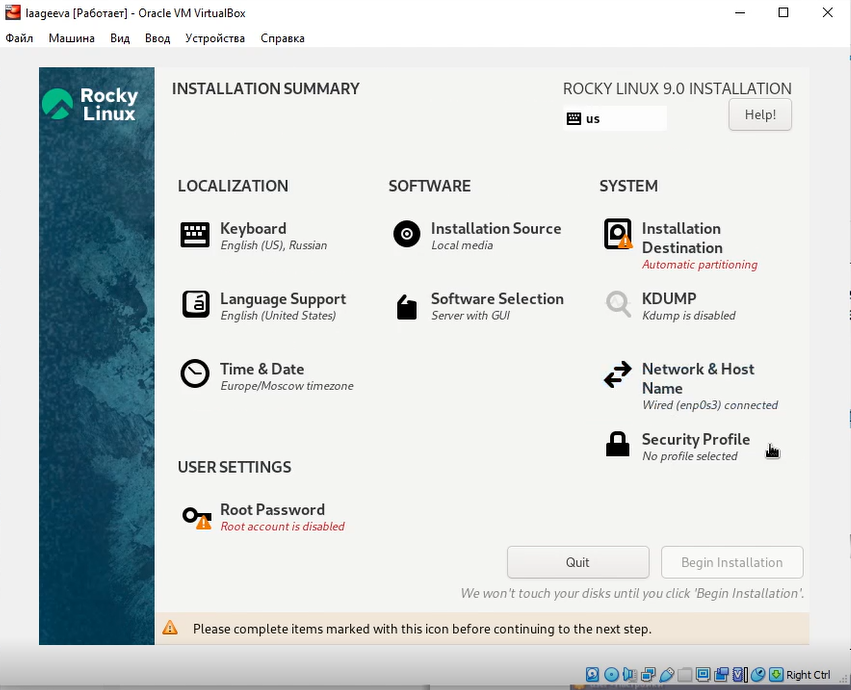 laageeva [Работает] - Oracle VM VirtualBox
Файл Машина Вид Ввод Устройства Справка
Rocky
Linux
INSTALLATION SUMMARY
ROCKY LINUX 9.0 INSTALLATION
us
Help!
LOCALIZATION
Keyboard
English (US), Russian
Language Support
English (United States)
Time & Date
Europe/Moscow timezone
SOFTWARE
Installation Source
Local media
Software Selection
Server with GUI
SYSTEM
Installation
Destination
Automatic partitioning
KDUMP
Kdump is disabled
Network & Host
Name
Wired (enp0s3) connected
Security Profile
No profile selected
USER SETTINGS
Root Password
Root account is disabled
Quit
Begin Installation
We won't touch your disks until you click 'Begin Installation'.
Please complete items marked with this icon before continuing to the next step.
Right Ctrl